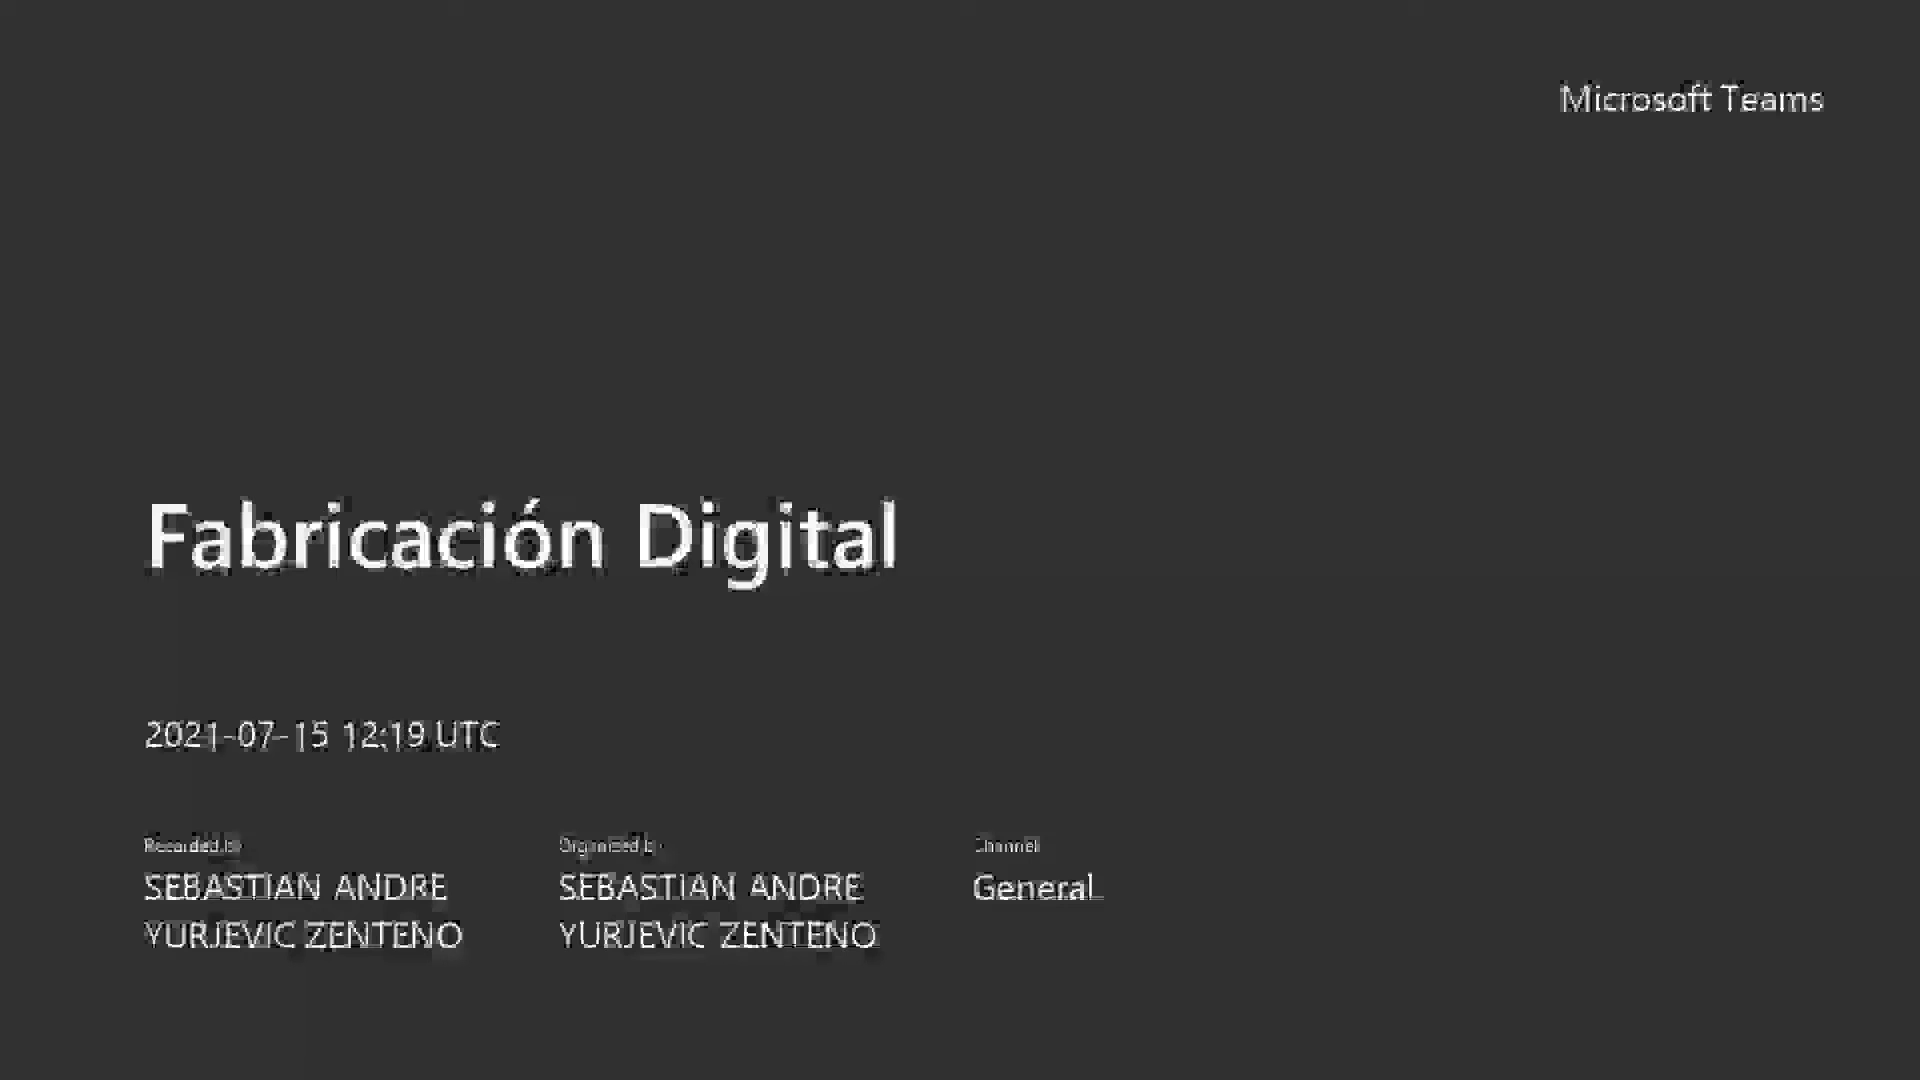 Microsoft Teams
Fabricación Digital
2021-07-15 12:19 UTC
Recorded by
Organized by
Channel
SEBASTIAN ANDRE
YURJEVIC ZENTENO
SEBASTIAN ANDRE
YURJEVIC ZENTENO
General